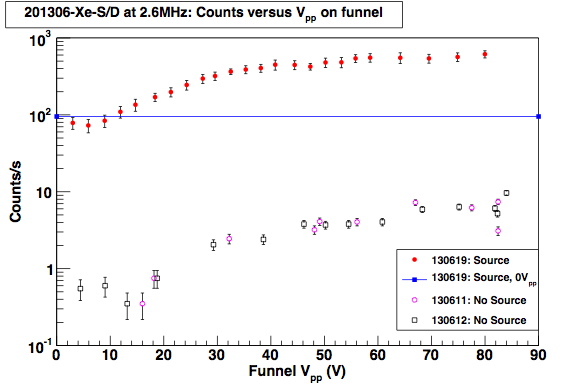 201306-Xe-S/D at 2.6MHz: Counts versus Vpp on funnel
Counts/s
10³
10²
10
1
10⁻¹
0 10 20 30 40 50 60 70 80 90
Funnel Vpp (V)
130619: Source
130619: Source, 0Vpp
130611: No Source
130612: No Source